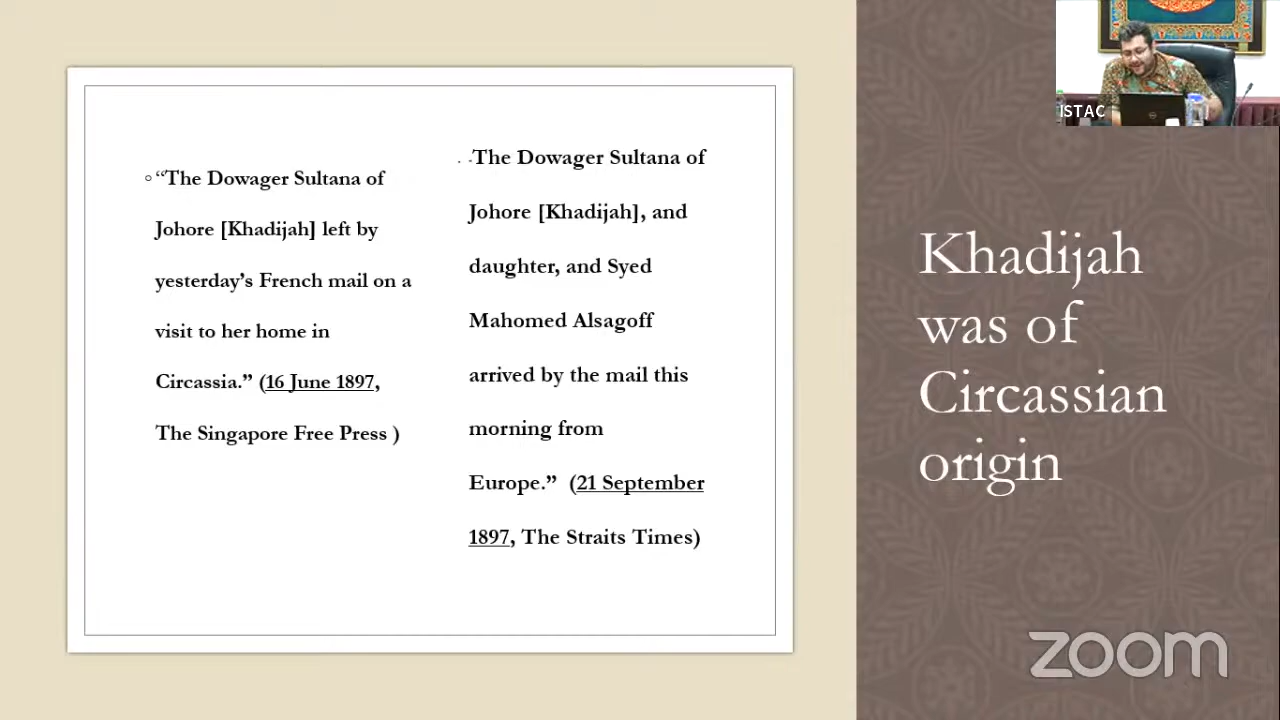 “The Dowager Sultana of
Johore [Khadijah] left by
yesterday’s French mail on a
visit to her home in
Circassia.” (16 June 1897,
The Singapore Free Press )
The Dowager Sultana of
Johore [Khadijah], and
daughter, and Syed
Mahomed Alsagoff
arrived by the mail this
morning from
Europe.” (21 September
1897, The Straits Times)
Khadijah
was of
Circassian
origin
ISTAC
zoom